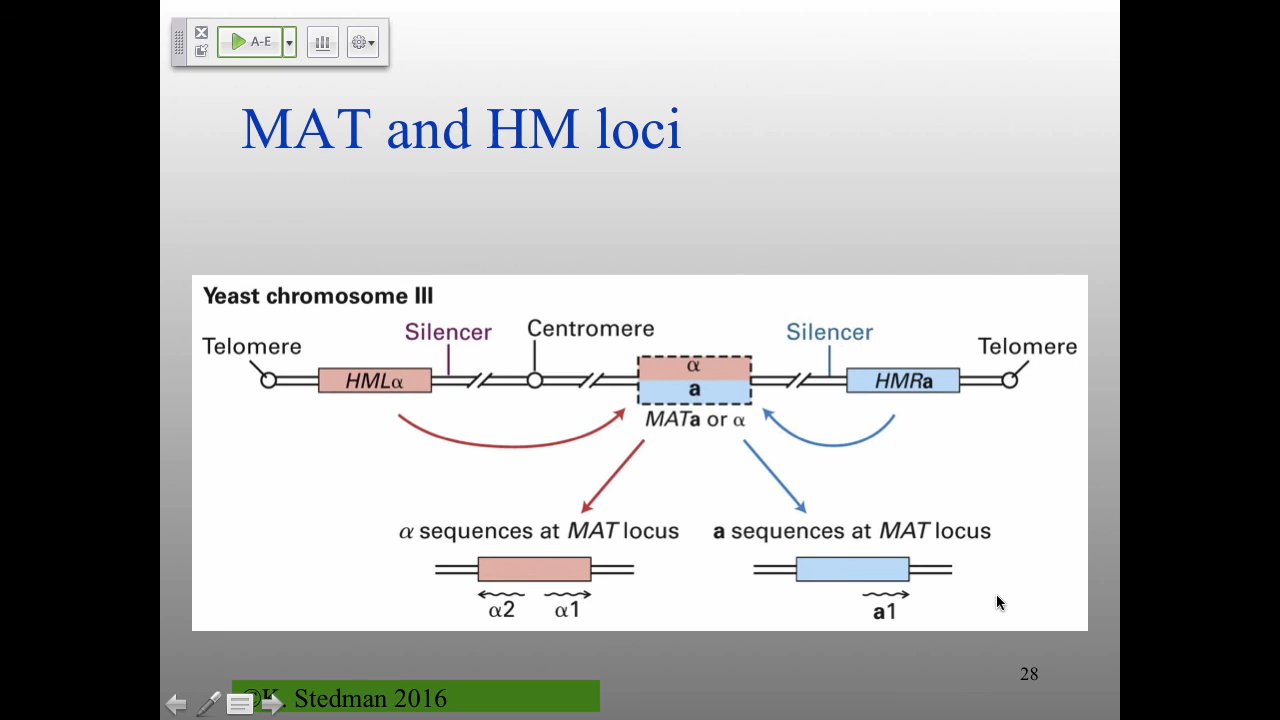 A-E
MAT and HM loci
Yeast chromosome III
Telomere
Silencer
Centromere
Silencer
Telomere
HMLα
α
a
HMRa
MATa or α
α sequences at MAT locus
a sequences at MAT locus
α2
α1
a1
28
©K. Stedman 2016